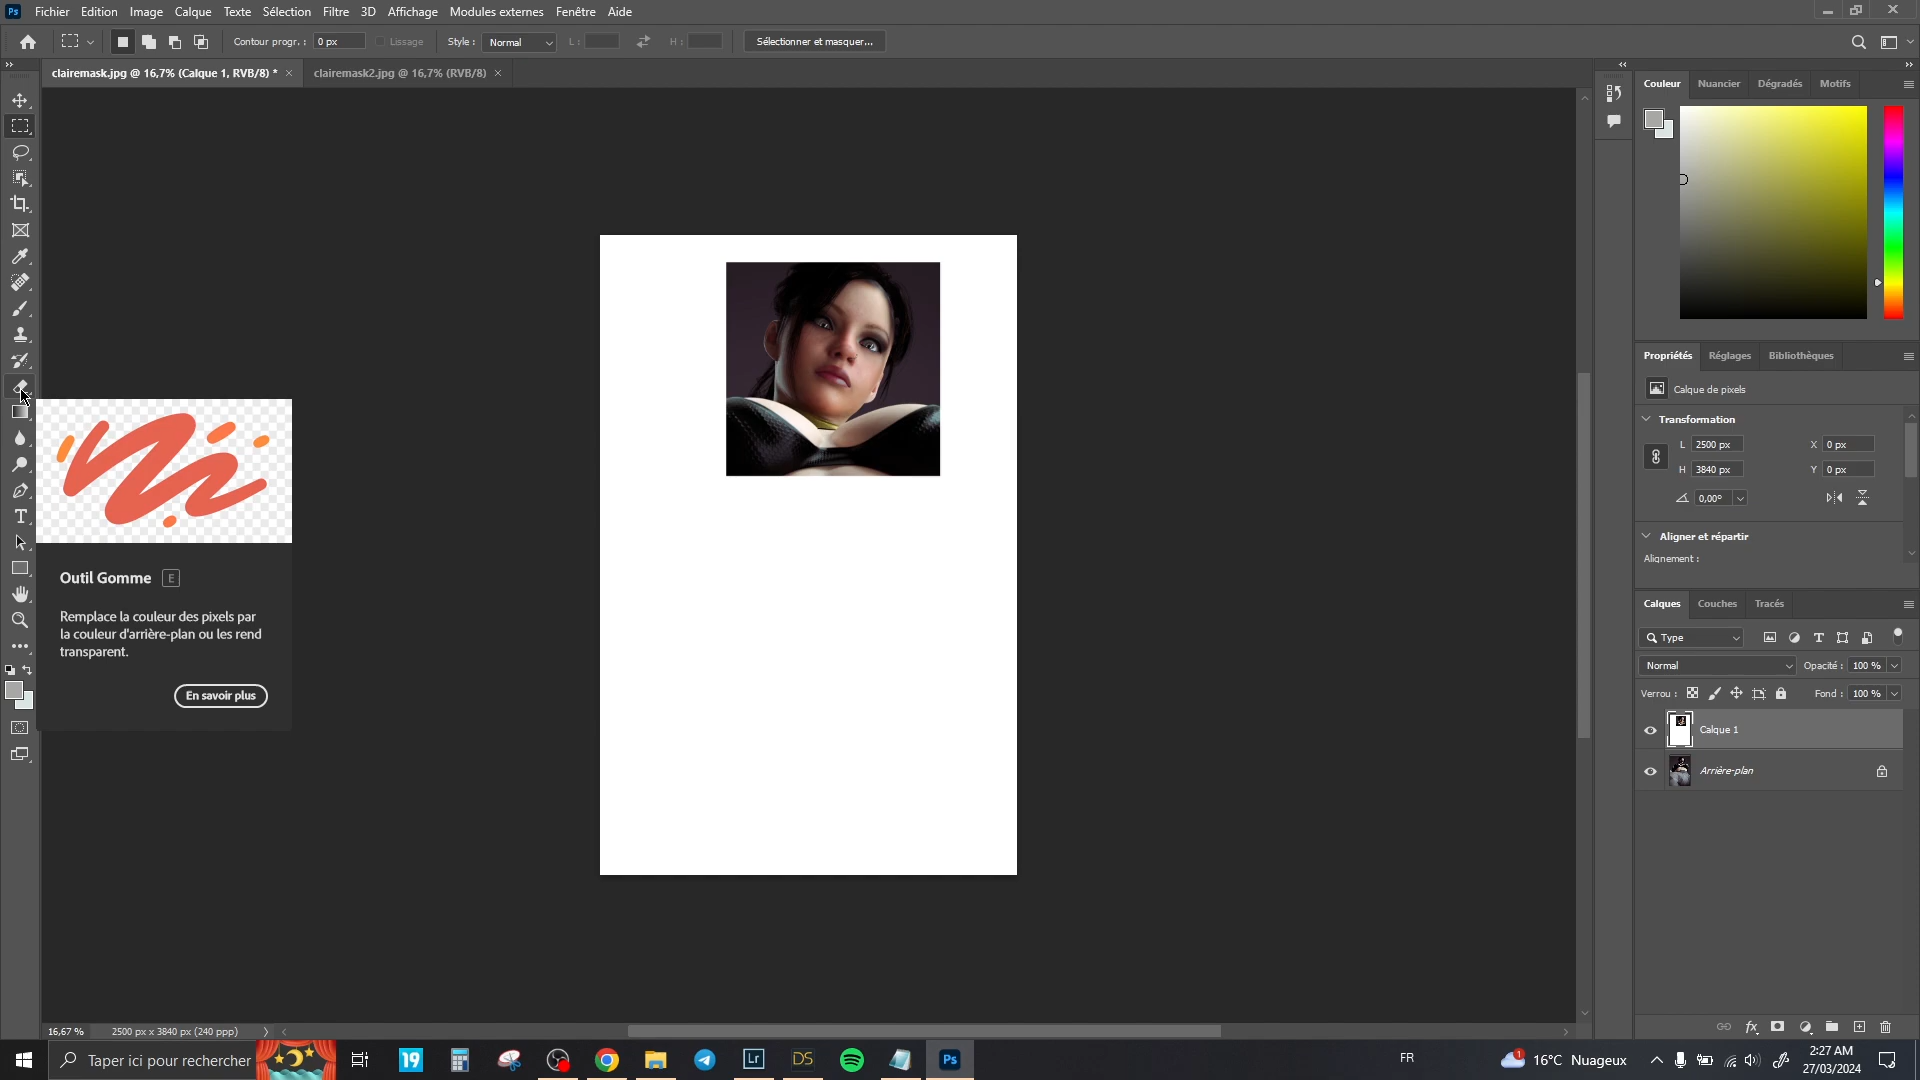 Ps Fichier Edition Image Calque Texte Sélection Filtre 3D Affichage Modules externes Fenêtre Aide
Contour progr. : 0 px Lissage Style : Normal L : H : Sélectionner et masquer...
clairemask.jpg @ 16,7% (Calque 1, RVB/8) * × clairemask2.jpg @ 16,7% (RVB/8) ×
Couleur Nuancier Dégradés Motifs
Propriétés Réglages Bibliothèques
Calque de pixels
Transformation
L 2500 px X 0 px
H 3840 px Y 0 px
0,00°
Aligner et répartir
Alignement :
Outil Gomme E
Remplace la couleur des pixels par
la couleur d'arrière-plan ou les rend
transparent.
En savoir plus
Calques Couches Tracés
Type
Normal Opacité : 100 %
Verrou : Fond : 100 %
Calque 1
Arrière-plan
16,67 % 2500 px x 3840 px (240 ppp)
Taper ici pour rechercher 19 Lr DS Ps FR 1 16°C Nuageux 2:27 AM
27/03/2024